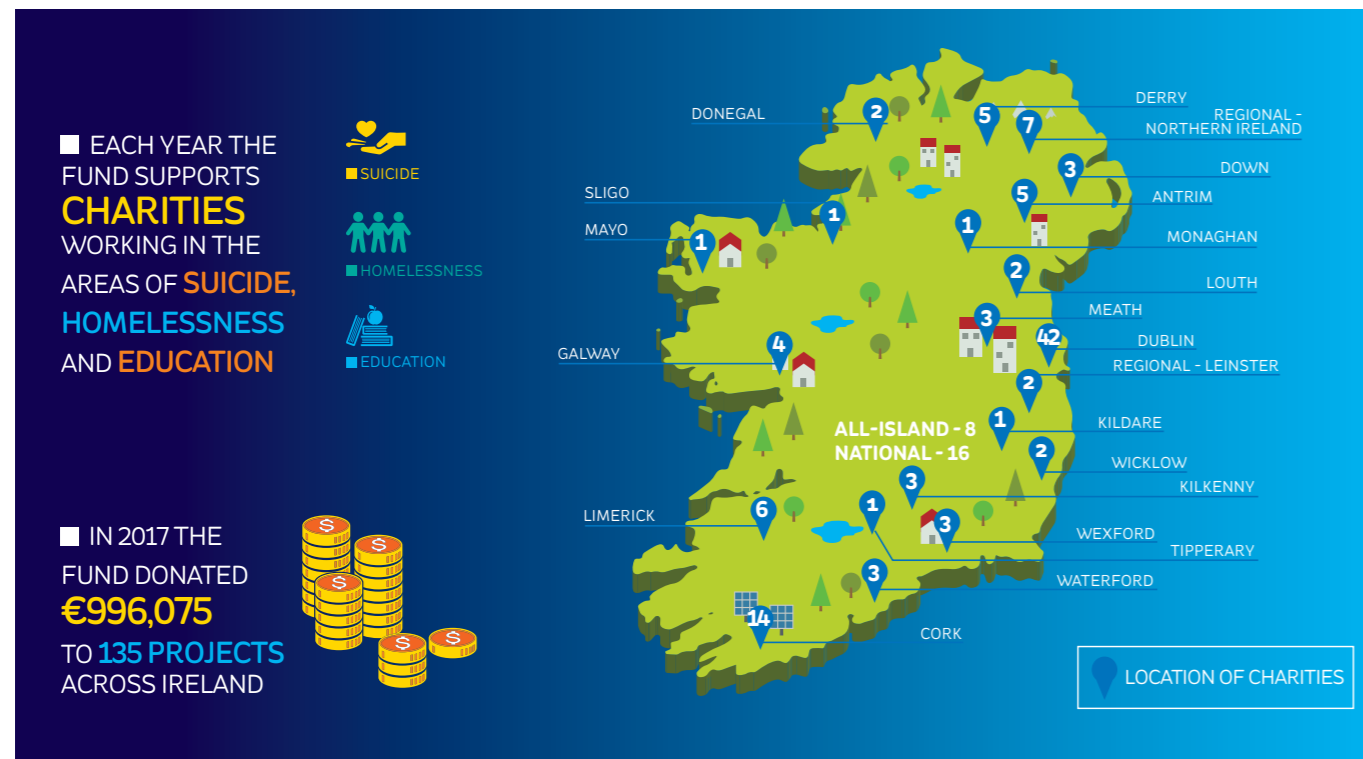 EACH YEAR THE
FUND SUPPORTS
CHARITIES
WORKING IN THE
AREAS OF SUICIDE,
HOMELESSNESS
AND EDUCATION
SUICIDE
HOMELESSNESS
EDUCATION
IN 2017 THE
FUND DONATED
€996,075
TO 135 PROJECTS
ACROSS IRELAND
$
$
$
$
$
DONEGAL
2
DERRY
5
REGIONAL -
NORTHERN IRELAND
7
DOWN
3
SLIGO
1
ANTRIM
5
MAYO
1
MONAGHAN
1
LOUTH
2
MEATH
3
GALWAY
4
DUBLIN
42
REGIONAL - LEINSTER
2
ALL-ISLAND - 8
NATIONAL - 16
KILDARE
1
WICKLOW
2
KILKENNY
3
LIMERICK
6
WEXFORD
3
TIPPERARY
1
WATERFORD
3
CORK
14
LOCATION OF CHARITIES